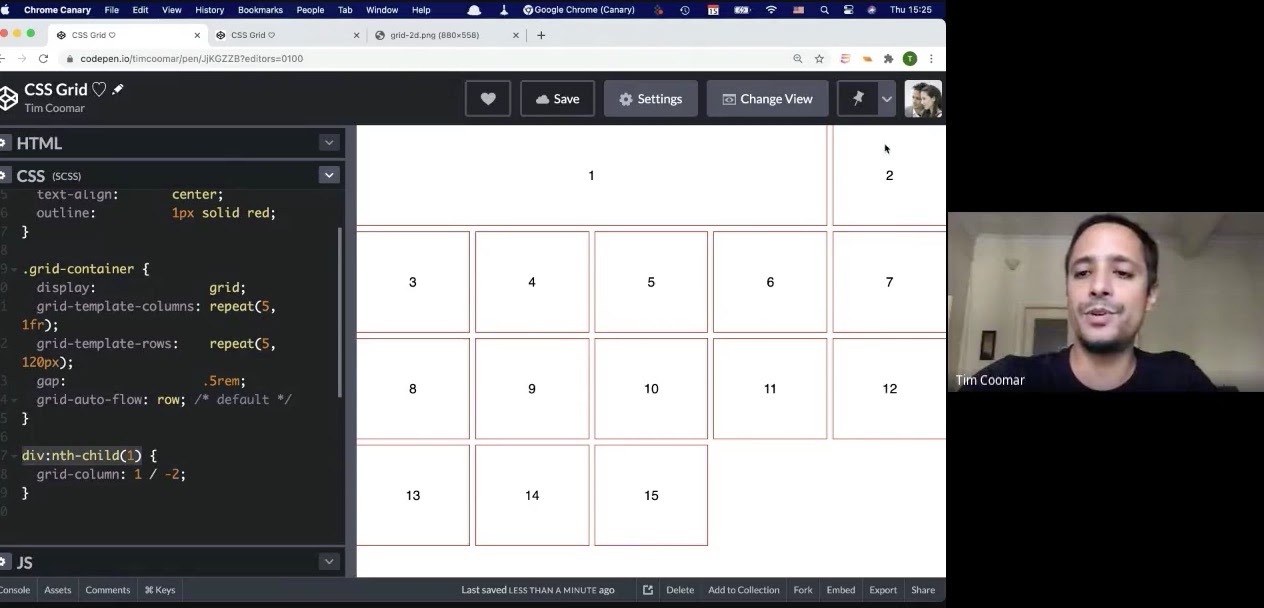 Chrome Canary File Edit View History Bookmarks People Tab Window Help Google Chrome (Canary) Thu 15:25
CSS Grid ♡ × CSS Grid ♡ × grid-2d.png (880×558) × +
codepen.io/timcoomar/pen/JjKGZZB?editors=0100
T
CSS Grid ♡
Tim Coomar
Save Settings Change View
HTML
CSS (SCSS)
text-align: center;
outline: 1px solid red;
}
.grid-container {
display: grid;
grid-template-columns: repeat(5,
1fr);
grid-template-rows: repeat(5,
120px);
gap: .5rem;
grid-auto-flow: row; /* default */
}
div:nth-child(1) {
grid-column: 1 / -2;
}
JS
1 2
3 4 5 6 7
8 9 10 11 12
13 14 15
Console Assets Comments ⌘ Keys Last saved LESS THAN A MINUTE ago Delete Add to Collection Fork Embed Export Share
Tim Coomar